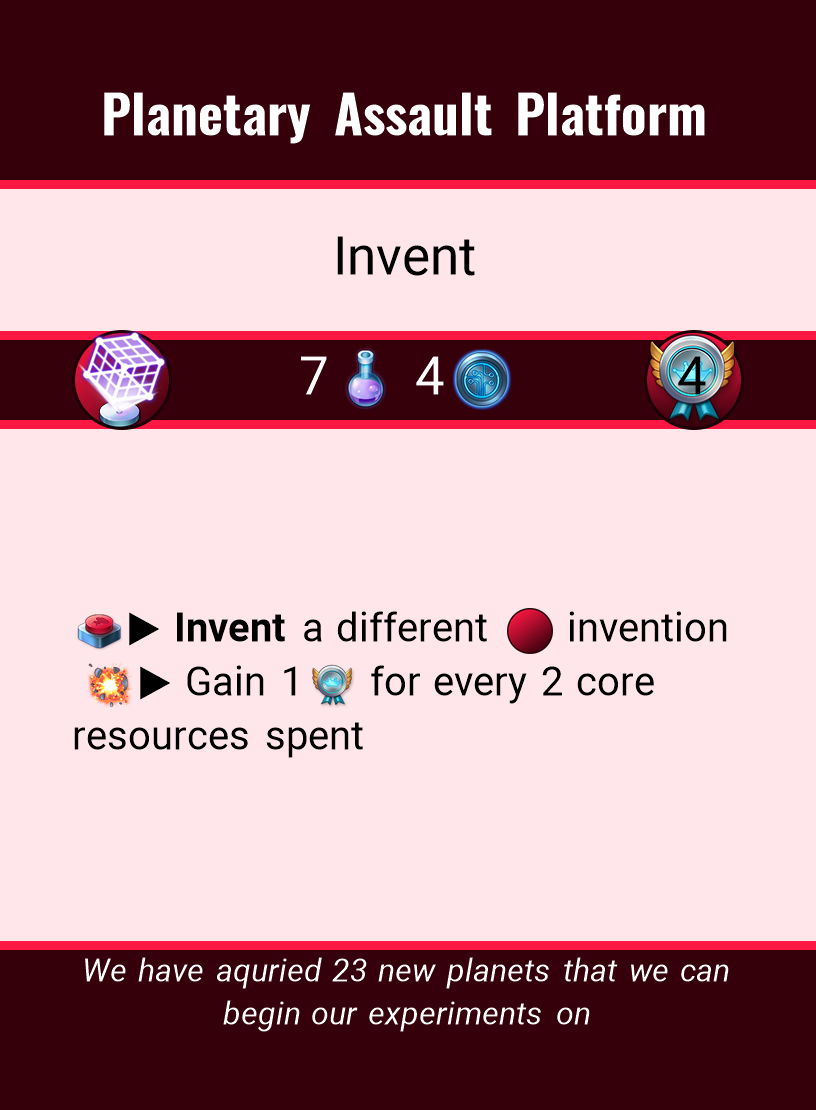 Planetary Assault Platform
Invent
7 4 4
Invent a different invention
Gain 1 for every 2 core
resources spent
We have aquried 23 new planets that we can
begin our experiments on